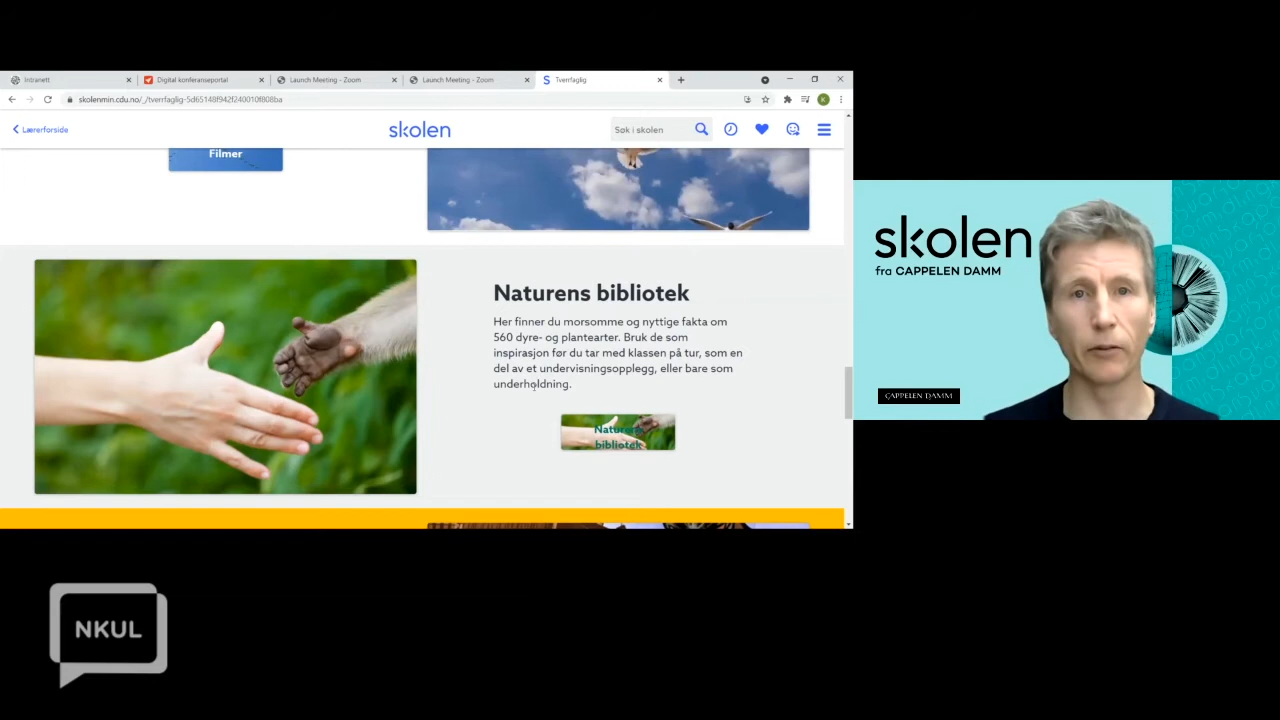 Intranett
Digital konferanseportal
Launch Meeting - Zoom
Launch Meeting - Zoom
Tverrfaglig
skolenmin.cdu.no/_/tverrfaglig-5d65148f942f240010f808ba
K
Lærerforside
skolen
Søk i skolen
Filmer
Naturens bibliotek
Her finner du morsomme og nyttige fakta om
560 dyre- og plantearter. Bruk de som
inspirasjon før du tar med klassen på tur, som en
del av et undervisningsopplegg, eller bare som
underholdning.
Naturens
bibliotek
skolen
fra CAPPELEN DAMM
CAPPELEN DAMM
NKUL